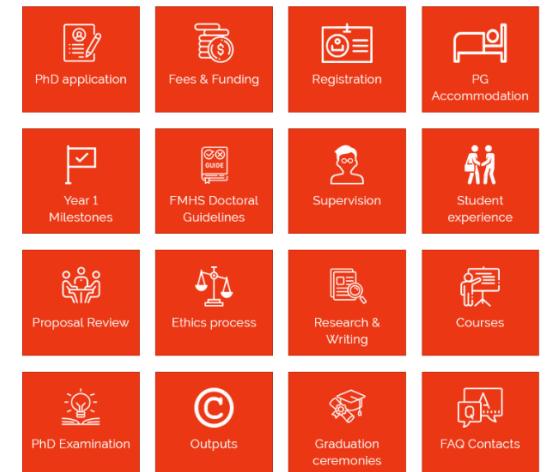 PhD application
Fees & Funding
Registration
PG
Accommodation
Year 1
Milestones
GUIDE
FMHS Doctoral
Guidelines
Supervision
Student
experience
Proposal Review
Ethics process
Research &
Writing
Courses
PhD Examination
C
Outputs
Graduation
ceremonies
Q
A
FAQ Contacts